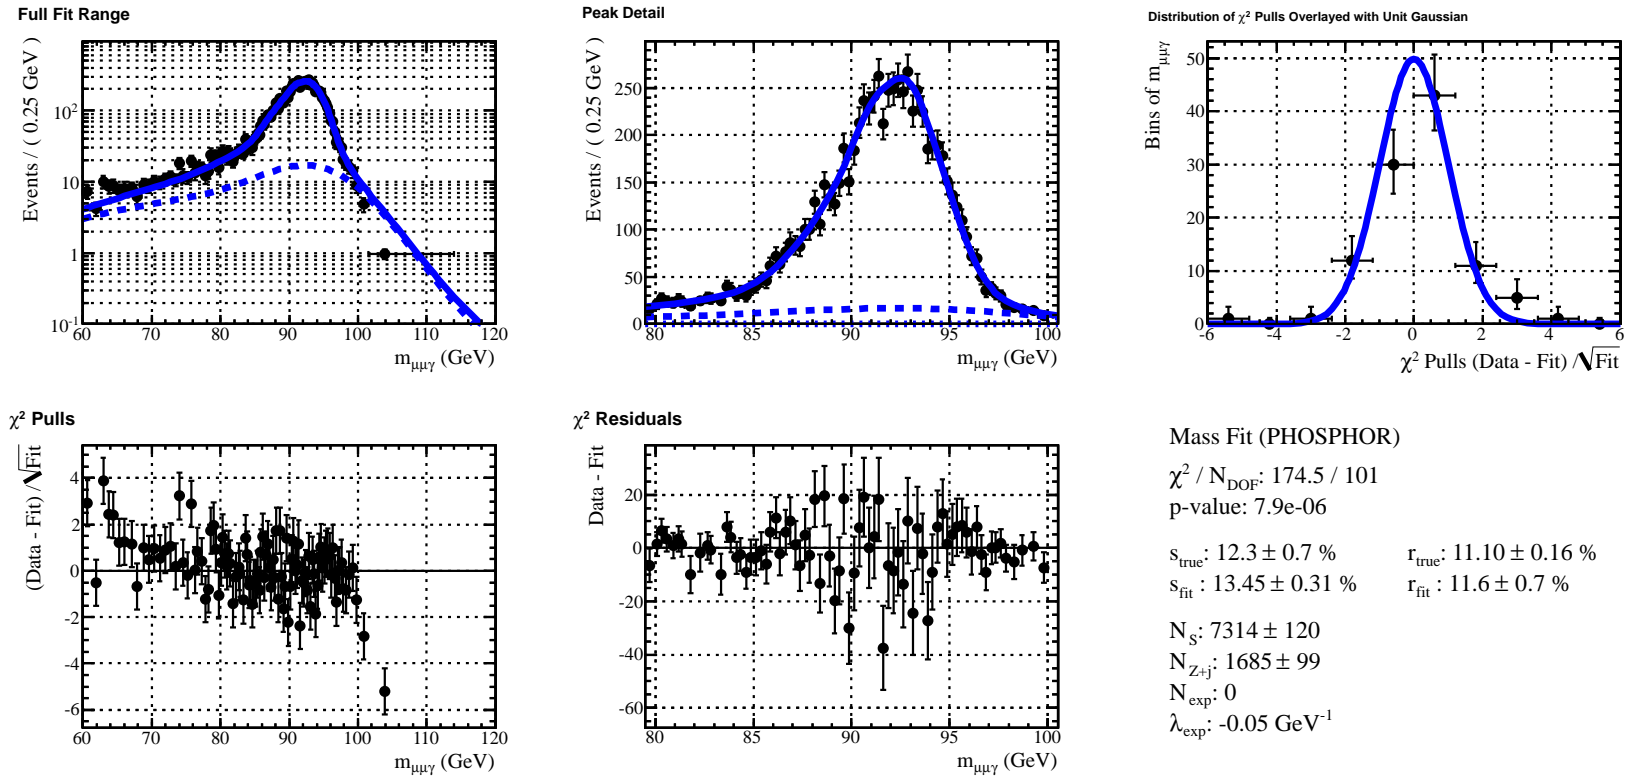 Full Fit Range
Events / ( 0.25 GeV )
10²
10
1
10⁻¹
60 70 80 90 100 110 120
m_μμγ (GeV)
Peak Detail
Events / ( 0.25 GeV )
250
200
150
100
50
0
80 85 90 95 100
m_μμγ (GeV)
Distribution of χ² Pulls Overlayed with Unit Gaussian
Bins of m_μμγ
50
40
30
20
10
0
-6 -4 -2 0 2 4 6
χ² Pulls (Data - Fit) /√Fit
χ² Pulls
(Data - Fit) /√Fit
4
2
0
-2
-4
-6
60 70 80 90 100 110 120
m_μμγ (GeV)
χ² Residuals
Data - Fit
20
0
-20
-40
-60
80 85 90 95 100
m_μμγ (GeV)
Mass Fit (PHOSPHOR)
χ² / N_DOF: 174.5 / 101
p-value: 7.9e-06
s_true: 12.3 ± 0.7 % r_true: 11.10 ± 0.16 %
s_fit : 13.45 ± 0.31 % r_fit : 11.6 ± 0.7 %
N_S: 7314 ± 120
N_Z+j: 1685 ± 99
N_exp: 0
λ_exp: -0.05 GeV⁻¹